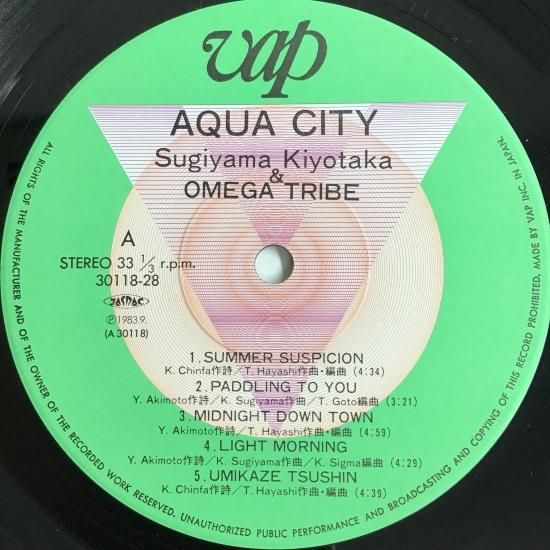 vap
AQUA CITY
Sugiyama Kiyotaka
&
OMEGA TRIBE
A
STEREO 33 1/3 r.p.m.
30118-28
JASRAC
Ⓟ1983.9.
(A 30118)
1.SUMMER SUSPICION
K. Chinfa作詩/T. Hayashi作曲・編曲 (4:34)
2.PADDLING TO YOU
Y. Akimoto作詩/K. Sugiyama作曲/T. Goto編曲 (3:21)
3.MIDNIGHT DOWN TOWN
Y. Akimoto作詩/T. Hayashi作曲・編曲 (4:59)
4.LIGHT MORNING
Y. Akimoto作詩/K. Sugiyama作曲/K. Sigma編曲 (4:29)
5.UMIKAZE TSUSHIN
K. Chinfa作詩/T. Hayashi作曲・編曲 (4:39)
ALL RIGHTS OF THE MANUFACTURER AND OF THE OWNER OF THE RECORDED WORK RESERVED. UNAUTHORIZED PUBLIC PERFORMANCE AND BROADCASTING AND COPYING OF THIS RECORD PROHIBITED. MADE BY VAP INC. IN JAPAN.